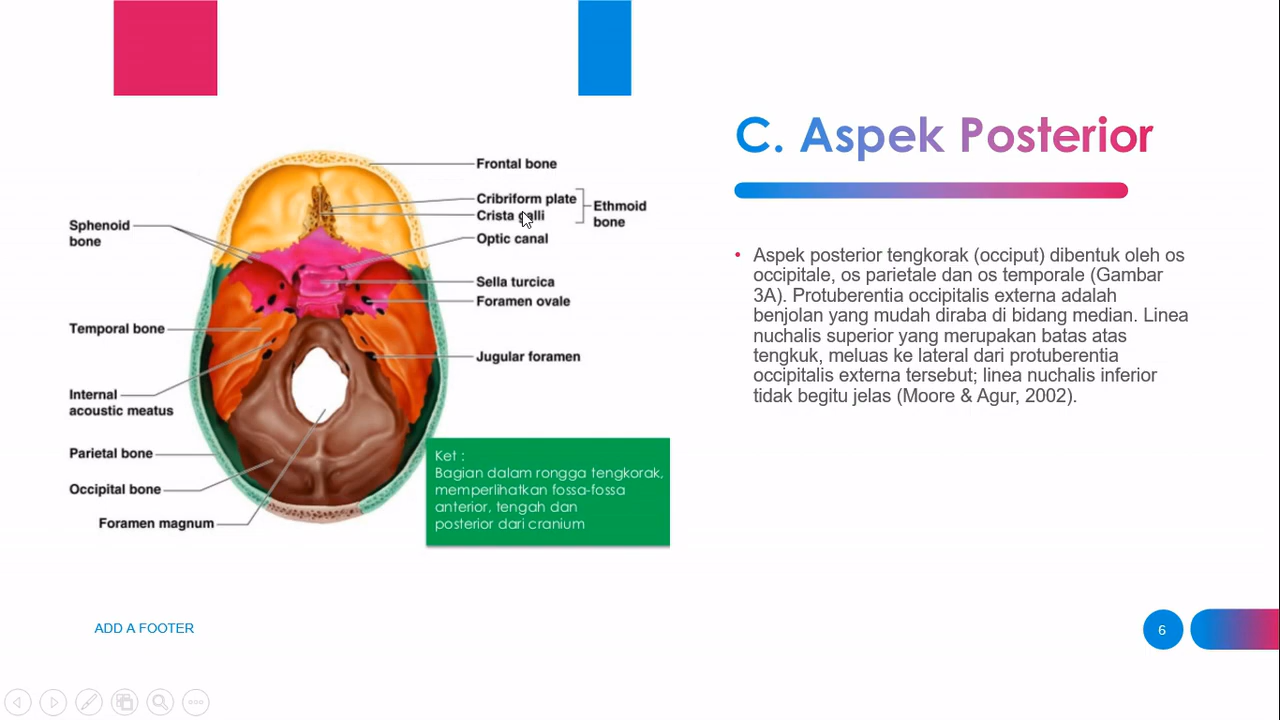 Frontal bone
Cribriform plate
Crista galli
Ethmoid
bone
Optic canal
Sella turcica
Foramen ovale
Jugular foramen
Sphenoid
bone
Temporal bone
Internal
acoustic meatus
Parietal bone
Occipital bone
Foramen magnum
Ket :
Bagian dalam rongga tengkorak,
memperlihatkan fossa-fossa
anterior, tengah dan
posterior dari cranium
C. Aspek Posterior
• Aspek posterior tengkorak (occiput) dibentuk oleh os
occipitale, os parietale dan os temporale (Gambar
3A). Protuberentia occipitalis externa adalah
benjolan yang mudah diraba di bidang median. Linea
nuchalis superior yang merupakan batas atas
tengkuk, meluas ke lateral dari protuberentia
occipitalis externa tersebut; linea nuchalis inferior
tidak begitu jelas (Moore & Agur, 2002).
ADD A FOOTER
6